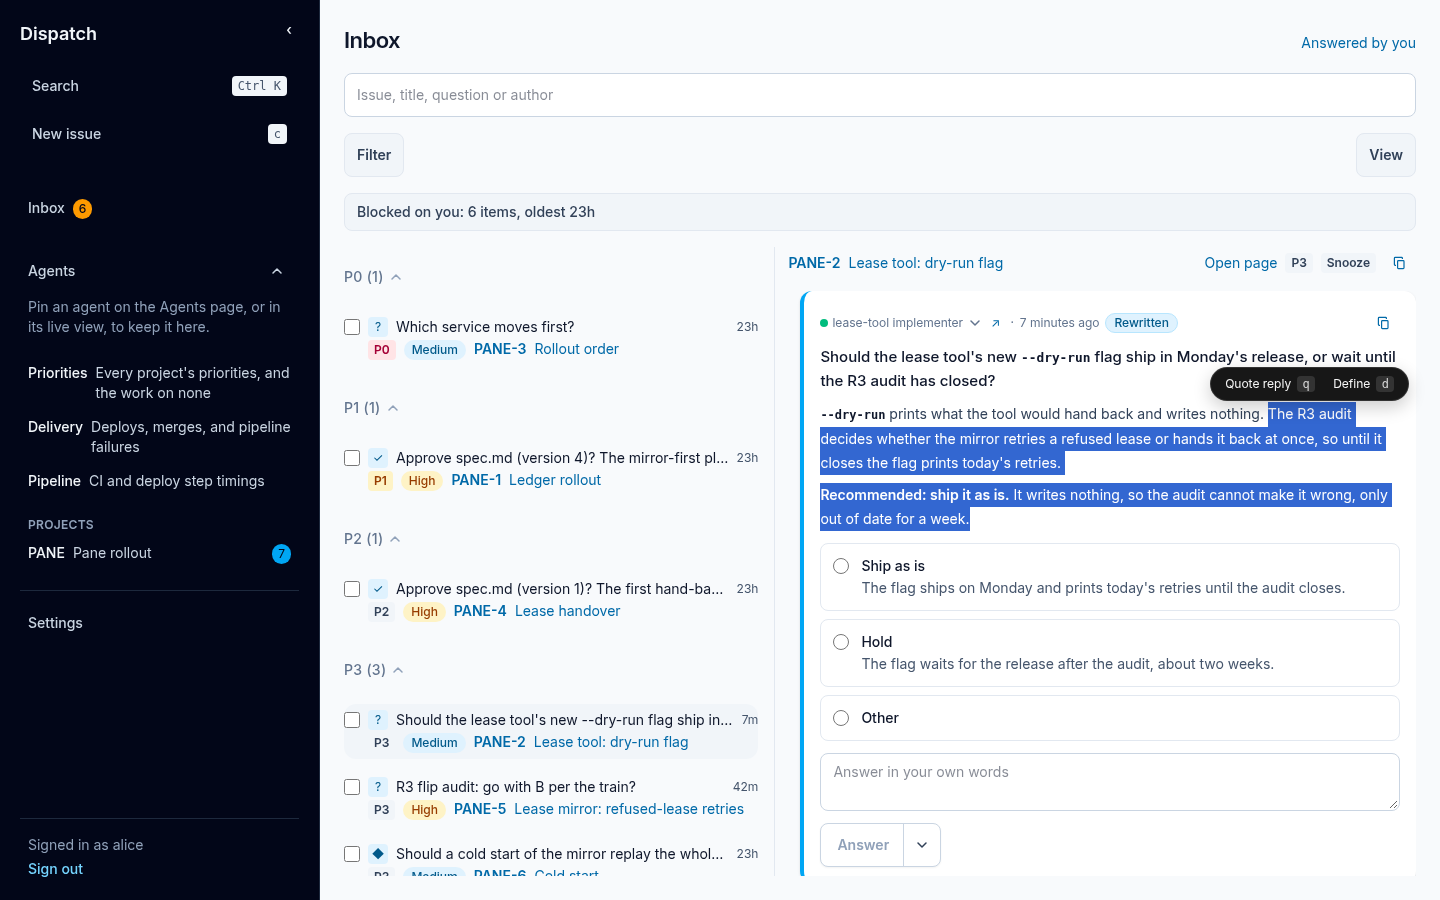 Dispatch
Search
Ctrl K
New issue
c
Inbox 6
Agents
Pin an agent on the Agents page, or in
its live view, to keep it here.
Priorities Every project's priorities, and
the work on none
Delivery Deploys, merges, and pipeline
failures
Pipeline CI and deploy step timings
PROJECTS
PANE Pane rollout 7
Settings
Signed in as alice
Sign out
Inbox
Answered by you
Issue, title, question or author
Filter
View
Blocked on you: 6 items, oldest 23h
P0 (1)
? Which service moves first? 23h
P0 Medium PANE-3 Rollout order
P1 (1)
Approve spec.md (version 4)? The mirror-first pl… 23h
P1 High PANE-1 Ledger rollout
P2 (1)
Approve spec.md (version 1)? The first hand-ba… 23h
P2 High PANE-4 Lease handover
P3 (3)
? Should the lease tool's new --dry-run flag ship in… 7m
P3 Medium PANE-2 Lease tool: dry-run flag
? R3 flip audit: go with B per the train? 42m
P3 High PANE-5 Lease mirror: refused-lease retries
Should a cold start of the mirror replay the whol… 23h
P3 Medium PANE-6 Cold start
PANE-2 Lease tool: dry-run flag
Open page P3 Snooze
lease-tool implementer · 7 minutes ago Rewritten
Should the lease tool's new --dry-run flag ship in Monday's release, or wait until
the R3 audit has closed?
Quote reply q Define d
--dry-run prints what the tool would hand back and writes nothing. The R3 audit
decides whether the mirror retries a refused lease or hands it back at once, so until it
closes the flag prints today's retries.
Recommended: ship it as is. It writes nothing, so the audit cannot make it wrong, only
out of date for a week.
Ship as is
The flag ships on Monday and prints today's retries until the audit closes.
Hold
The flag waits for the release after the audit, about two weeks.
Other
Answer in your own words
Answer